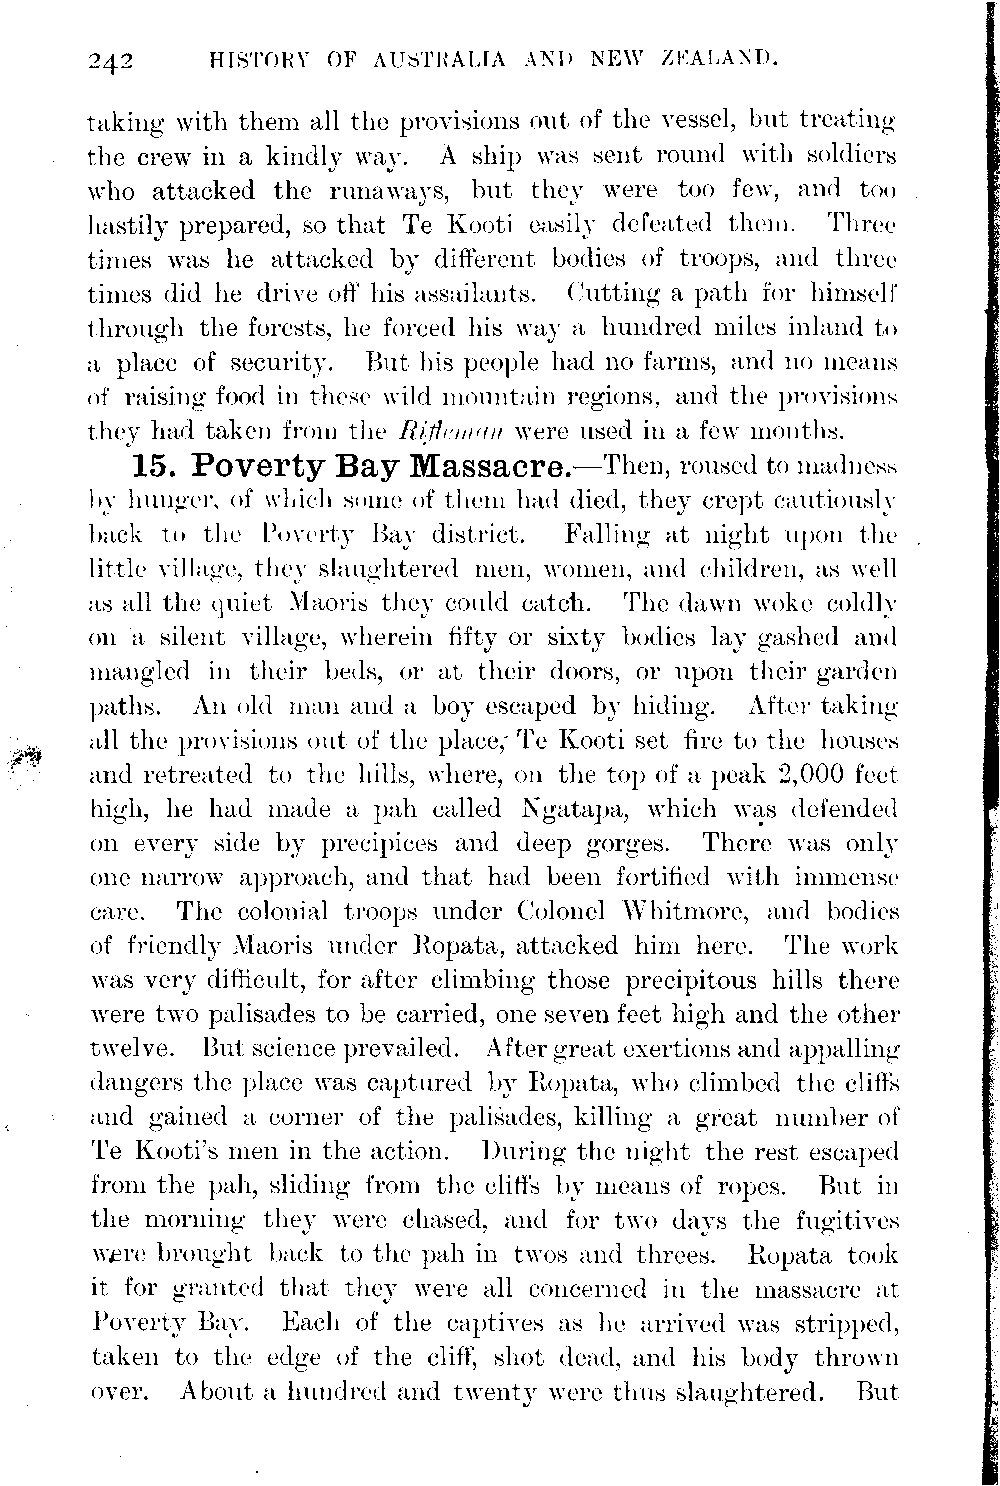 242 HISTORY OF AUSTRALIA AND NEW ZEALAND.
taking with them all the provisions out of the vessel, but treating
the crew in a kindly way. A ship was sent round with soldiers
who attacked the runaways, but they were too few, and too
hastily prepared, so that Te Kooti easily defeated them. Three
times was he attacked by different bodies of troops, and three
times did he drive off his assailants. Cutting a path for himself
through the forests, he forced his way a hundred miles inland to
a place of security. But his people had no farms, and no means
of raising food in these wild mountain regions, and the provisions
they had taken from the Rifleman were used in a few months.
15. Poverty Bay Massacre.—Then, roused to madness
by hunger, of which some of them had died, they crept cautiously
back to the Poverty Bay district. Falling at night upon the
little village, they slaughtered men, women, and children, as well
as all the quiet Maoris they could catch. The dawn woke coldly
on a silent village, wherein fifty or sixty bodies lay gashed and
mangled in their beds, or at their doors, or upon their garden
paths. An old man and a boy escaped by hiding. After taking
all the provisions out of the place, Te Kooti set fire to the houses
and retreated to the hills, where, on the top of a peak 2,000 feet
high, he had made a pah called Ngatapa, which was defended
on every side by precipices and deep gorges. There was only
one narrow approach, and that had been fortified with immense
care. The colonial troops under Colonel Whitmore, and bodies
of friendly Maoris under Ropata, attacked him here. The work
was very difficult, for after climbing those precipitous hills there
were two palisades to be carried, one seven feet high and the other
twelve. But science prevailed. After great exertions and appalling
dangers the place was captured by Ropata, who climbed the cliffs
and gained a corner of the palisades, killing a great number of
Te Kooti's men in the action. During the night the rest escaped
from the pah, sliding from the cliffs by means of ropes. But in
the morning they were chased, and for two days the fugitives
were brought back to the pah in twos and threes. Ropata took
it for granted that they were all concerned in the massacre at
Poverty Bay. Each of the captives as he arrived was stripped,
taken to the edge of the cliff, shot dead, and his body thrown
over. About a hundred and twenty were thus slaughtered. But